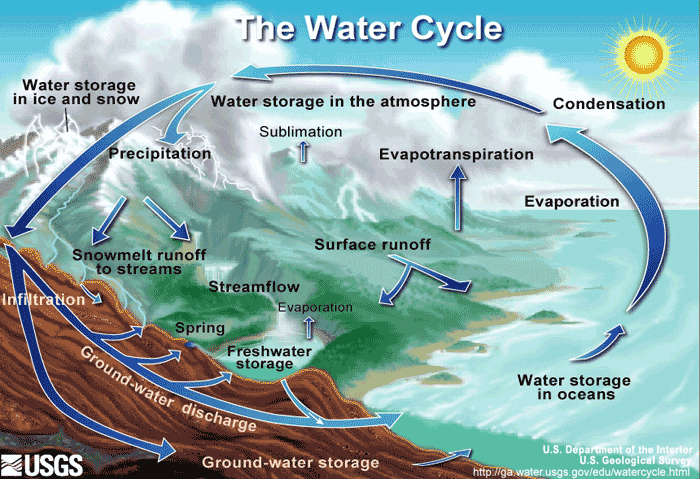 The Water Cycle
Water storage
in ice and snow
Water storage in the atmosphere
Condensation
Sublimation
Precipitation
Evapotranspiration
Evaporation
Surface runoff
Snowmelt runoff
to streams
Streamflow
Infiltration
Evaporation
Spring
Freshwater
storage
Ground-water discharge
Water storage
in oceans
Ground-water storage
USGS
U.S. Department of the Interior
U.S. Geological Survey
http://ga.water.usgs.gov/edu/watercycle.html